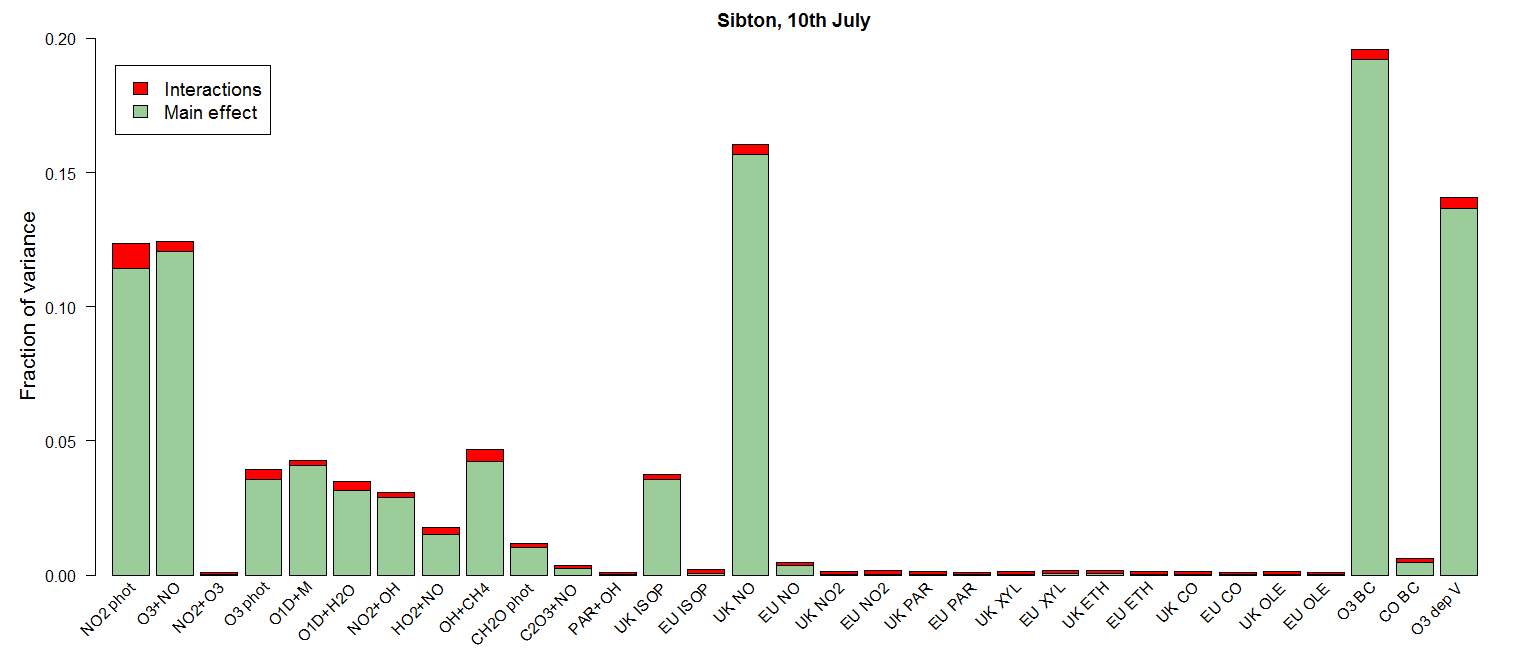 Sibton, 10th July
0.20
0.15
0.10
0.05
0.00
Fraction of variance
Interactions
Main effect
NO2 phot
O3+NO
NO2+O3
O3 phot
O1D+M
O1D+H2O
NO2+OH
HO2+NO
OH+CH4
CH2O phot
C2O3+NO
PAR+OH
UK ISOP
EU ISOP
UK NO
EU NO
UK NO2
EU NO2
UK PAR
EU PAR
UK XYL
EU XYL
UK ETH
EU ETH
UK CO
EU CO
UK OLE
EU OLE
O3 BC
CO BC
O3 dep V